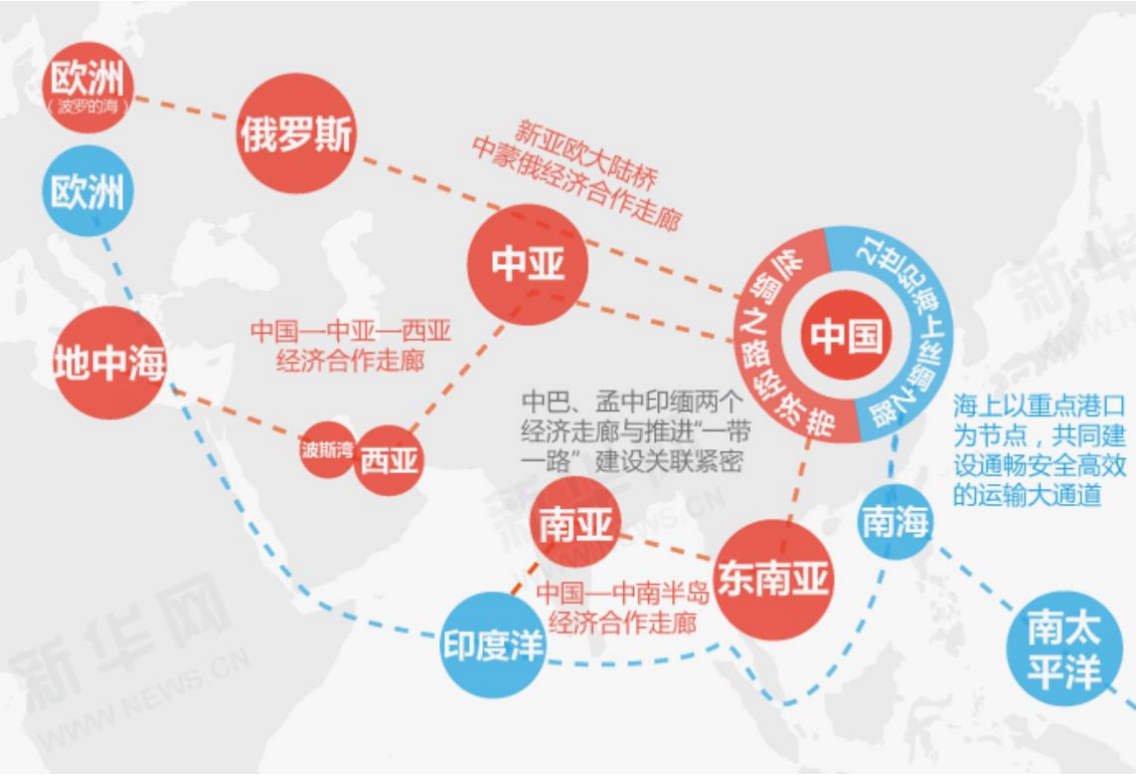 欧洲
（波罗的海）
俄罗斯
新亚欧大陆桥
中蒙俄经济合作走廊
欧洲
中亚
丝绸之路经济带
21世纪海上丝绸之路
中国
中国—中亚—西亚
经济合作走廊
地中海
波斯湾
西亚
中巴、孟中印缅两个
经济走廊与推进“一带
一路”建设关联紧密
海上以重点港口
为节点，共同建
设通畅安全高效
的运输大通道
南亚
南海
东南亚
中国—中南半岛
经济合作走廊
印度洋
南太
平洋
新华网
WWW.NEWS.CN